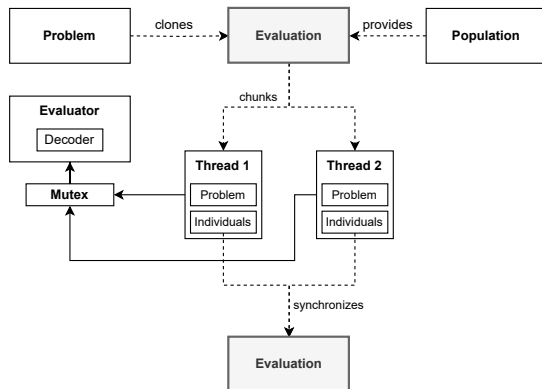 Problem
clones
Evaluation
provides
Population
chunks
Evaluator
Decoder
Mutex
Thread 1
Problem
Individuals
Thread 2
Problem
Individuals
synchronizes
Evaluation